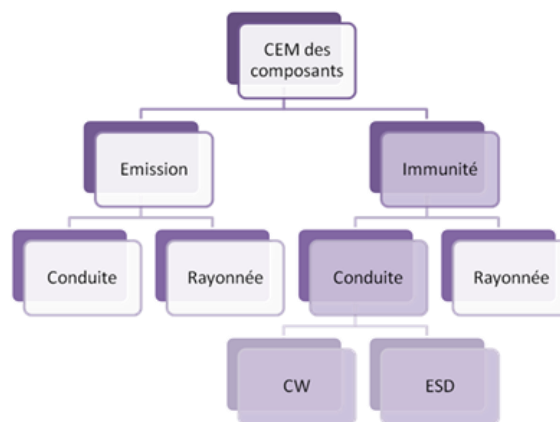 CEM des
composants
Emission
Immunité
Conduite
Rayonnée
Conduite
Rayonnée
CW
ESD